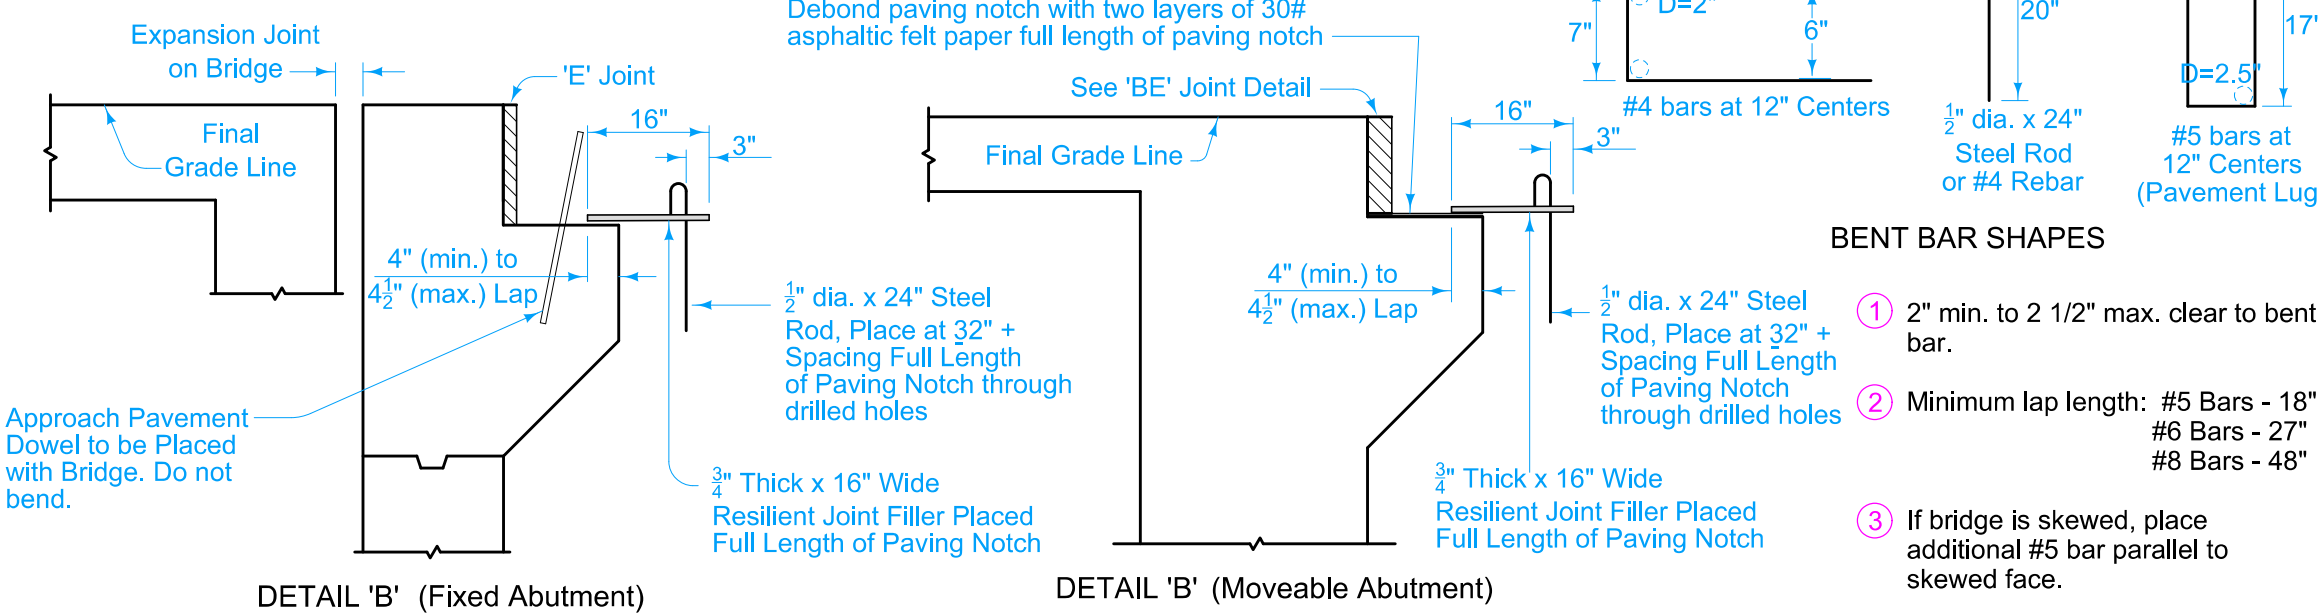 Expansion Joint
on Bridge
'E' Joint
16"
3"
Final
Grade Line
4" (min.) to
4 1/2" (max.) Lap
1/2" dia. x 24" Steel
Rod, Place at 32" +
Spacing Full Length
of Paving Notch through
drilled holes
Approach Pavement
Dowel to be Placed
with Bridge. Do not
bend.
3/4" Thick x 16" Wide
Resilient Joint Filler Placed
Full Length of Paving Notch
DETAIL 'B' (Fixed Abutment)
Debond paving notch with two layers of 30#
asphaltic felt paper full length of paving notch
See 'BE' Joint Detail
16"
3"
Final Grade Line
4" (min.) to
4 1/2" (max.) Lap
1/2" dia. x 24" Steel
Rod, Place at 32" +
Spacing Full Length
of Paving Notch
through drilled holes
3/4" Thick x 16" Wide
Resilient Joint Filler Placed
Full Length of Paving Notch
DETAIL 'B' (Moveable Abutment)
D=2"
7"
6"
#4 bars at 12" Centers
20"
1/2" dia. x 24"
Steel Rod
or #4 Rebar
17"
D=2.5"
#5 bars at
12" Centers
(Pavement Lug
BENT BAR SHAPES
1 2" min. to 2 1/2" max. clear to bent
bar.
2 Minimum lap length: #5 Bars - 18"
#6 Bars - 27"
#8 Bars - 48"
3 If bridge is skewed, place
additional #5 bar parallel to
skewed face.